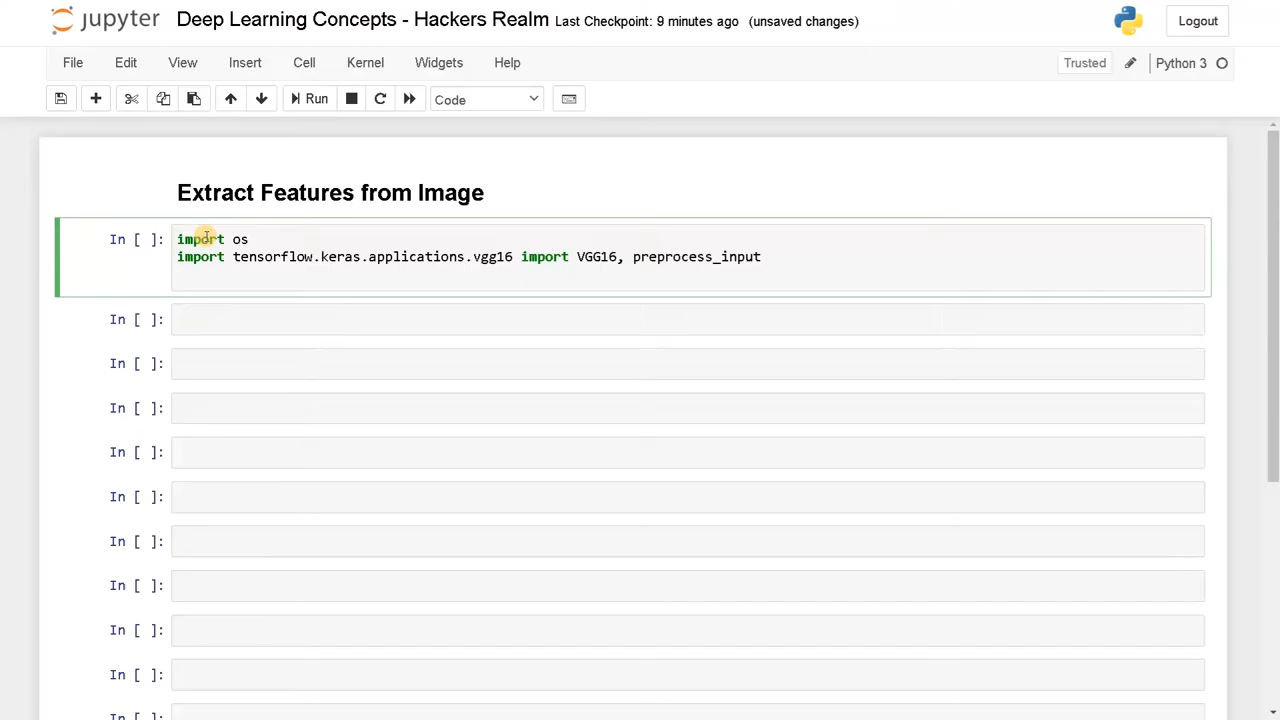 jupyter Deep Learning Concepts - Hackers Realm Last Checkpoint: 9 minutes ago (unsaved changes) Logout
File Edit View Insert Cell Kernel Widgets Help Trusted Python 3
Run Code
Extract Features from Image
In [ ]: import os
import tensorflow.keras.applications.vgg16 import VGG16, preprocess_input
In [ ]:
In [ ]:
In [ ]:
In [ ]:
In [ ]:
In [ ]:
In [ ]:
In [ ]:
In [ ]:
In [ ]: